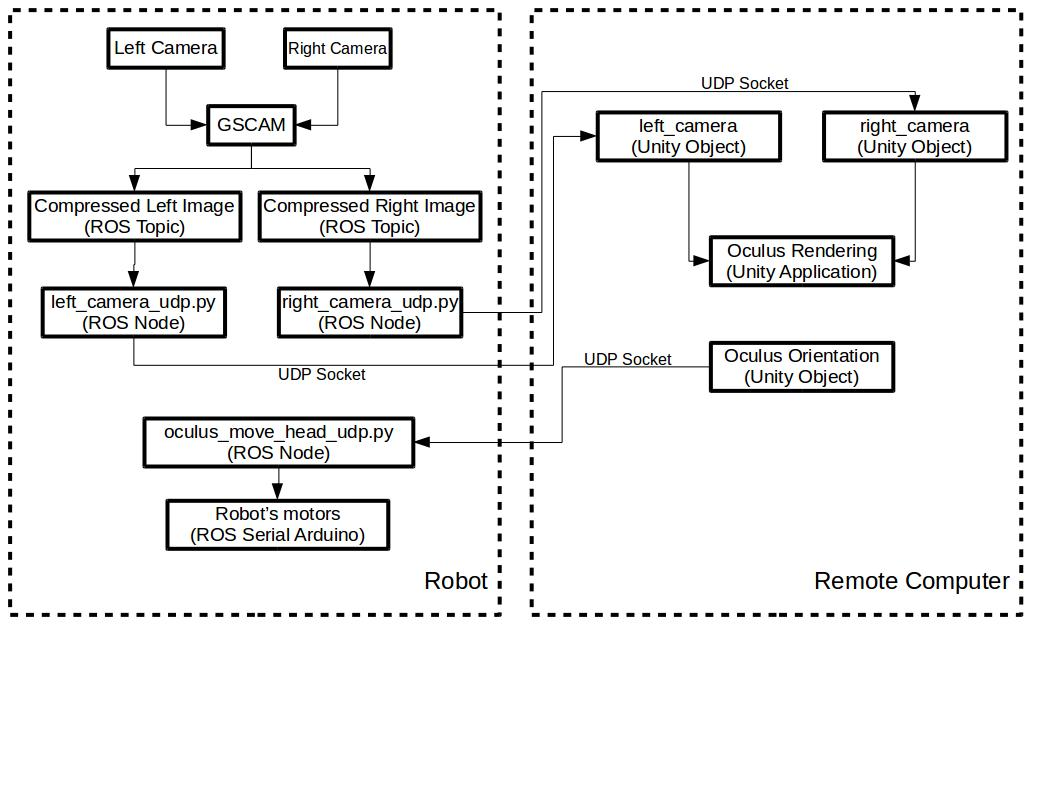 Left Camera
Right Camera
GSCAM
Compressed Left Image
(ROS Topic)
Compressed Right Image
(ROS Topic)
left_camera_udp.py
(ROS Node)
right_camera_udp.py
(ROS Node)
UDP Socket
oculus_move_head_udp.py
(ROS Node)
Robot's motors
(ROS Serial Arduino)
Robot
UDP Socket
left_camera
(Unity Object)
right_camera
(Unity Object)
Oculus Rendering
(Unity Application)
UDP Socket
Oculus Orientation
(Unity Object)
Remote Computer